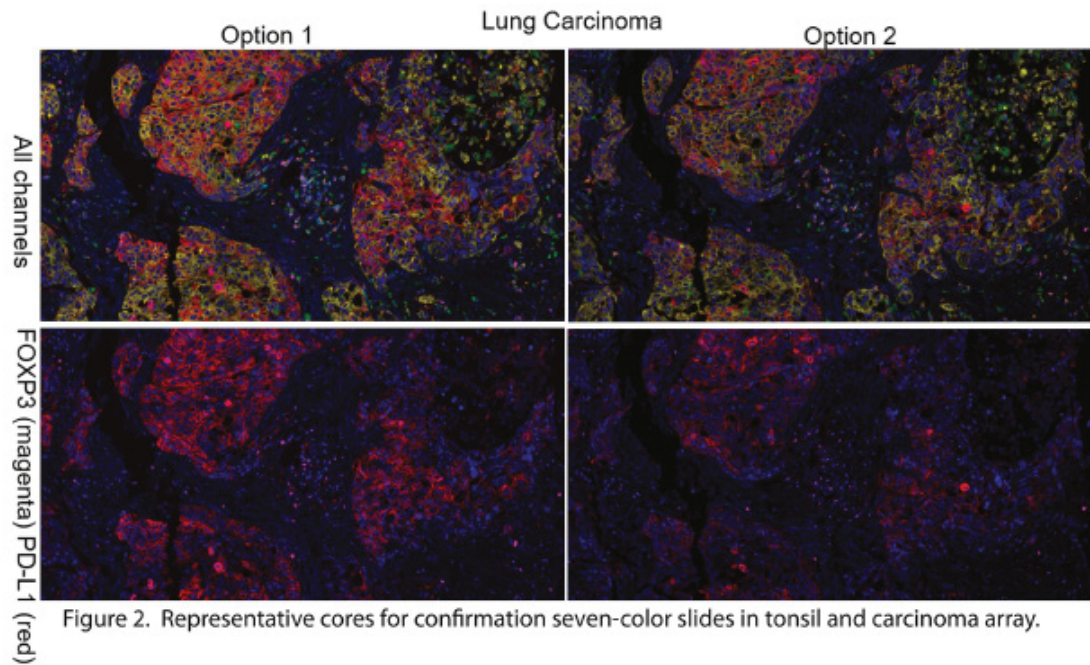 Lung Carcinoma
Option 1
Option 2
All channels
FOXP3 (magenta) PD-L1 (red)
Figure 2. Representative cores for confirmation seven-color slides in tonsil and carcinoma array.